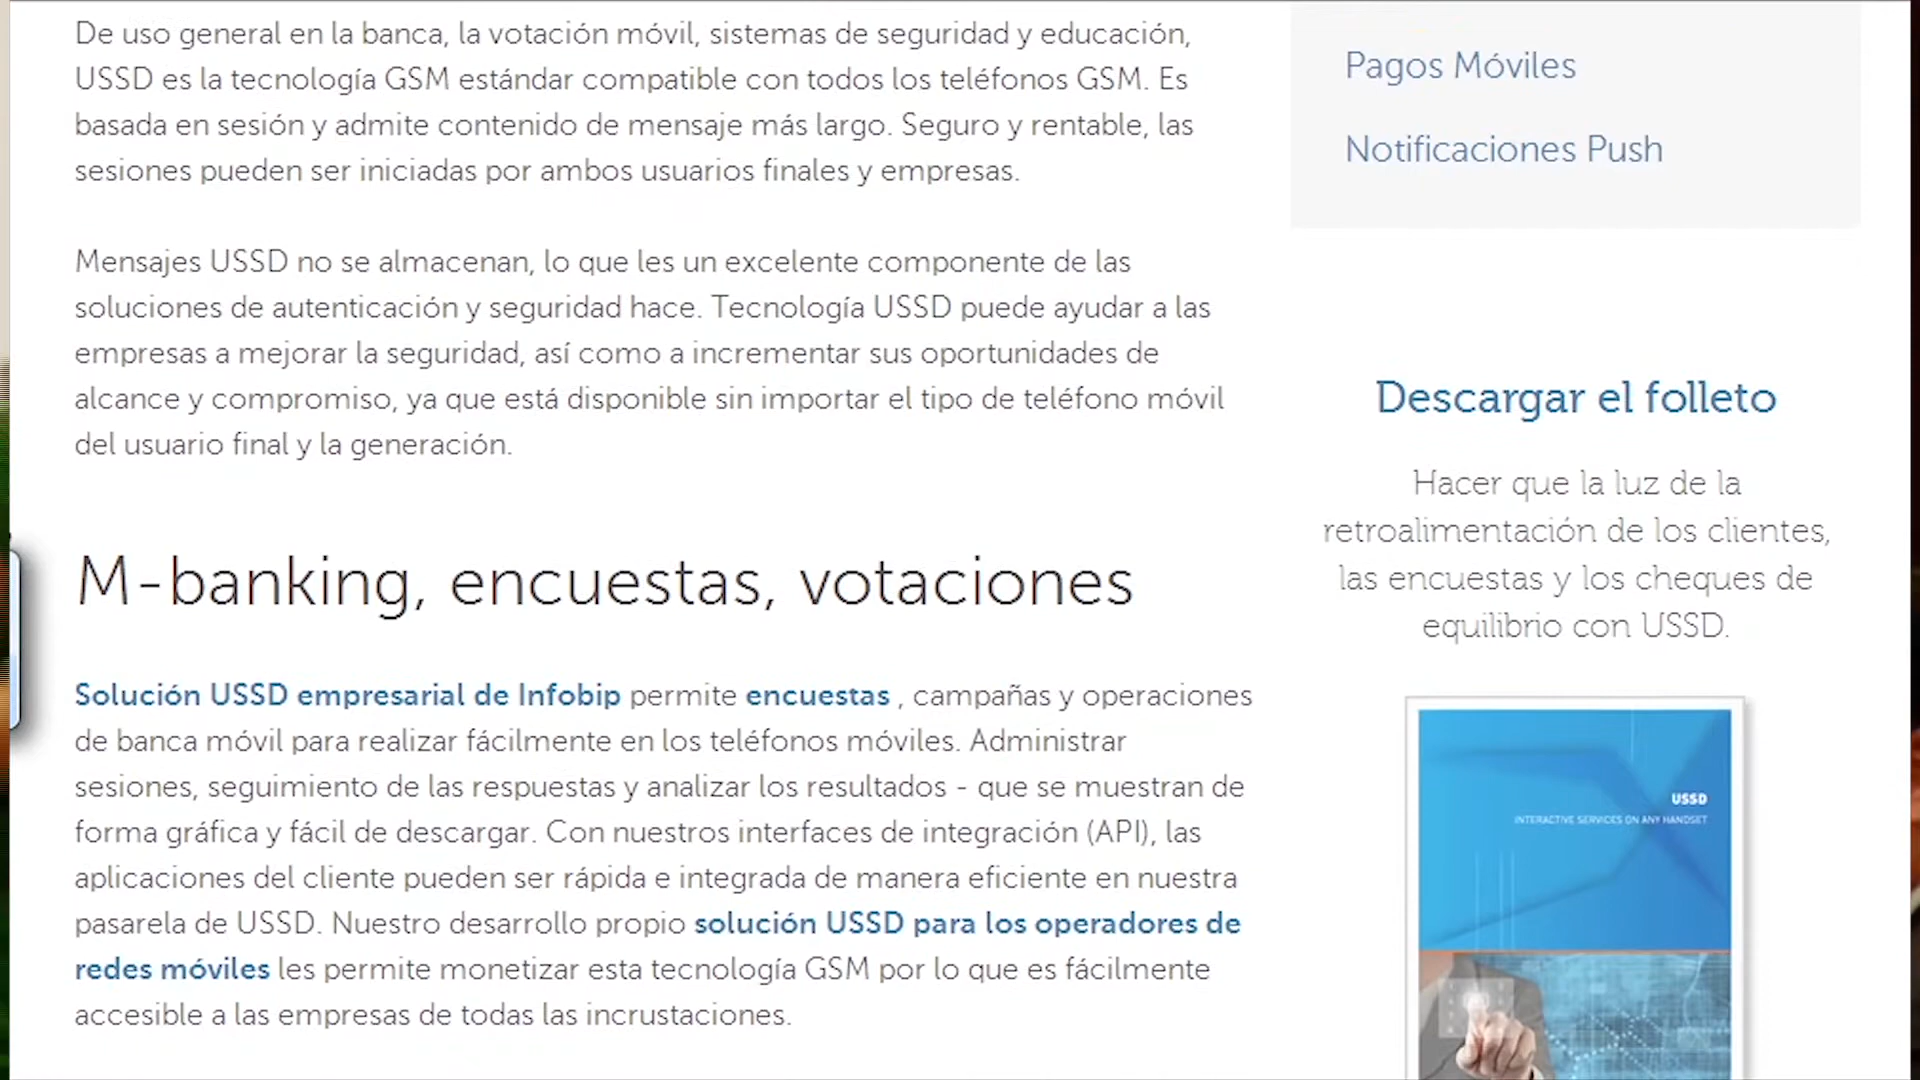 De uso general en la banca, la votación móvil, sistemas de seguridad y educación,
USSD es la tecnología GSM estándar compatible con todos los teléfonos GSM. Es
basada en sesión y admite contenido de mensaje más largo. Seguro y rentable, las
sesiones pueden ser iniciadas por ambos usuarios finales y empresas.
Mensajes USSD no se almacenan, lo que les un excelente componente de las
soluciones de autenticación y seguridad hace. Tecnología USSD puede ayudar a las
empresas a mejorar la seguridad, así como a incrementar sus oportunidades de
alcance y compromiso, ya que está disponible sin importar el tipo de teléfono móvil
del usuario final y la generación.
M-banking, encuestas, votaciones
Solución USSD empresarial de Infobip permite encuestas , campañas y operaciones
de banca móvil para realizar fácilmente en los teléfonos móviles. Administrar
sesiones, seguimiento de las respuestas y analizar los resultados - que se muestran de
forma gráfica y fácil de descargar. Con nuestros interfaces de integración (API), las
aplicaciones del cliente pueden ser rápida e integrada de manera eficiente en nuestra
pasarela de USSD. Nuestro desarrollo propio solución USSD para los operadores de
redes móviles les permite monetizar esta tecnología GSM por lo que es fácilmente
accesible a las empresas de todas las incrustaciones.
Pagos Móviles
Notificaciones Push
Descargar el folleto
Hacer que la luz de la
retroalimentación de los clientes,
las encuestas y los cheques de
equilibrio con USSD.
USSD
INTERACTIVE SERVICES ON ANY HANDSET